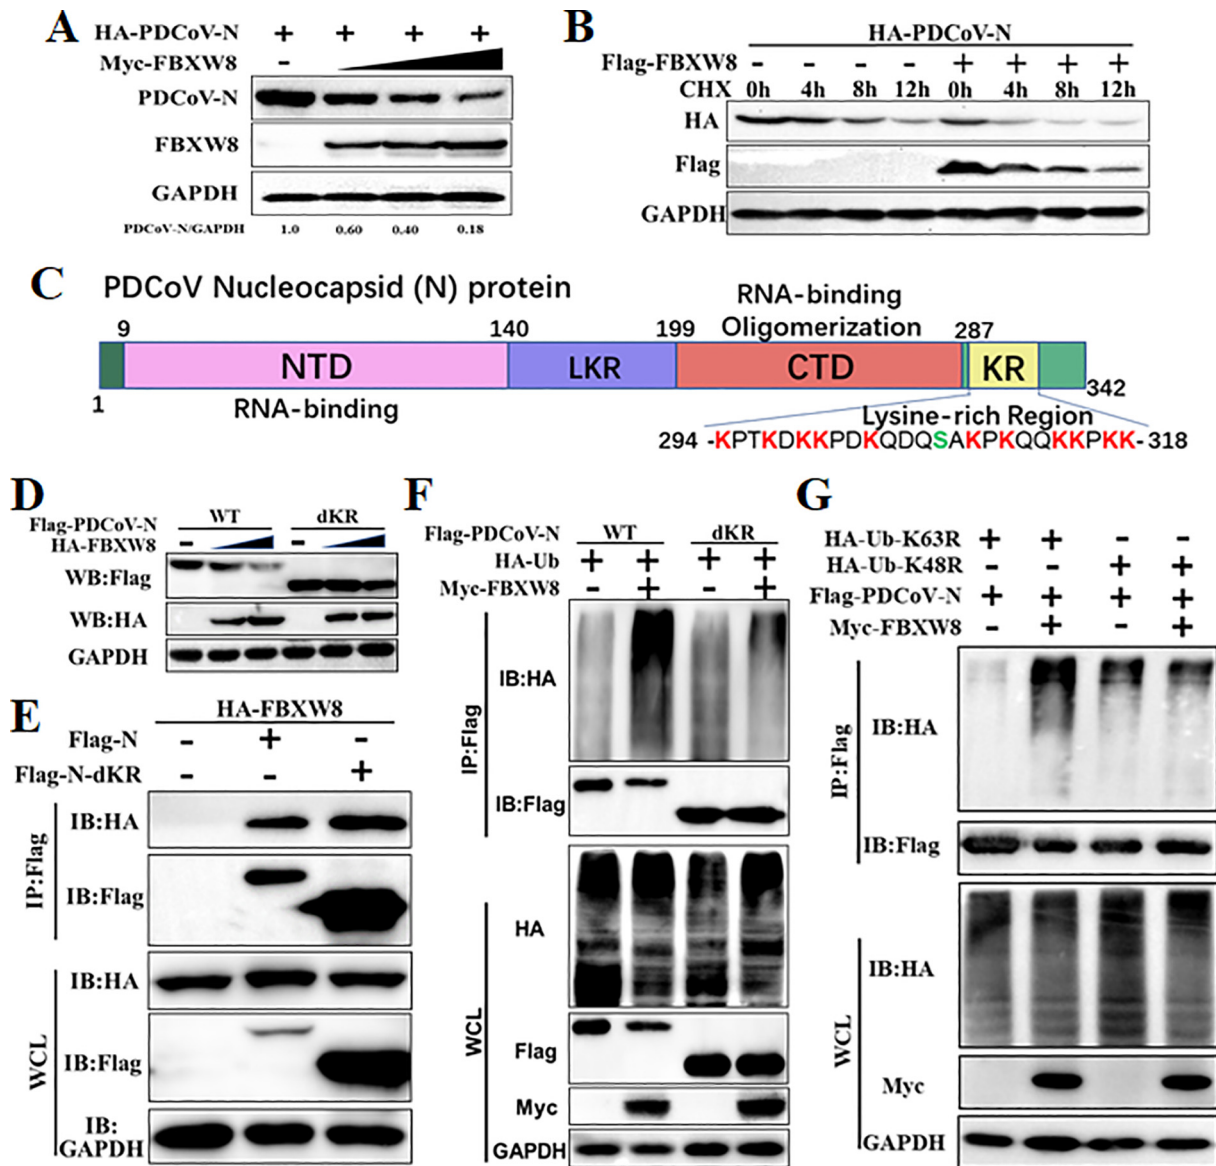 A
HA-PDCoV-N + + + +
Myc-FBXW8 -
PDCoV-N
FBXW8
GAPDH
PDCoV-N/GAPDH 1.0 0.60 0.40 0.18
B
HA-PDCoV-N
Flag-FBXW8 - - - - + + + +
CHX 0h 4h 8h 12h 0h 4h 8h 12h
HA
Flag
GAPDH
C
PDCoV Nucleocapsid (N) protein
RNA-binding
Oligomerization
9 140 199 287
NTD LKR CTD KR
1 342
RNA-binding
Lysine-rich Region
294 -KPTKDKKPDKQDQSAKPKQQKKPKK- 318
D
WT dKR
Flag-PDCoV-N
HA-FBXW8 - -
WB:Flag
WB:HA
GAPDH
E
HA-FBXW8
Flag-N - + -
Flag-N-dKR - - +
IP:Flag
IB:HA
IB:Flag
WCL
IB:HA
IB:Flag
IB:
GAPDH
F
WT dKR
Flag-PDCoV-N
HA-Ub + + + +
Myc-FBXW8 - + - +
IP:Flag
IB:HA
IB:Flag
WCL
HA
Flag
Myc
GAPDH
G
HA-Ub-K63R + + - -
HA-Ub-K48R - - + +
Flag-PDCoV-N + + + +
Myc-FBXW8 - + - +
IP:Flag
IB:HA
IB:Flag
WCL
IB:HA
Myc
GAPDH